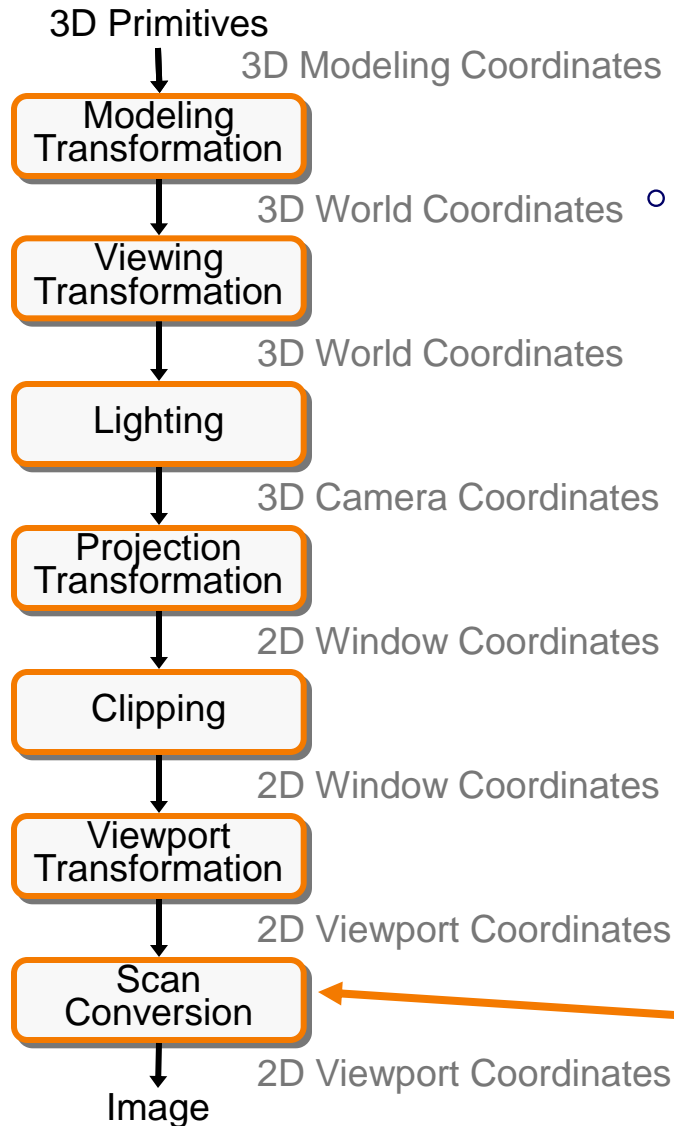 3D Primitives
3D Modeling Coordinates
Modeling
Transformation
3D World Coordinates
Viewing
Transformation
3D World Coordinates
Lighting
3D Camera Coordinates
Projection
Transformation
2D Window Coordinates
Clipping
2D Window Coordinates
Viewport
Transformation
2D Viewport Coordinates
Scan
Conversion
2D Viewport Coordinates
Image